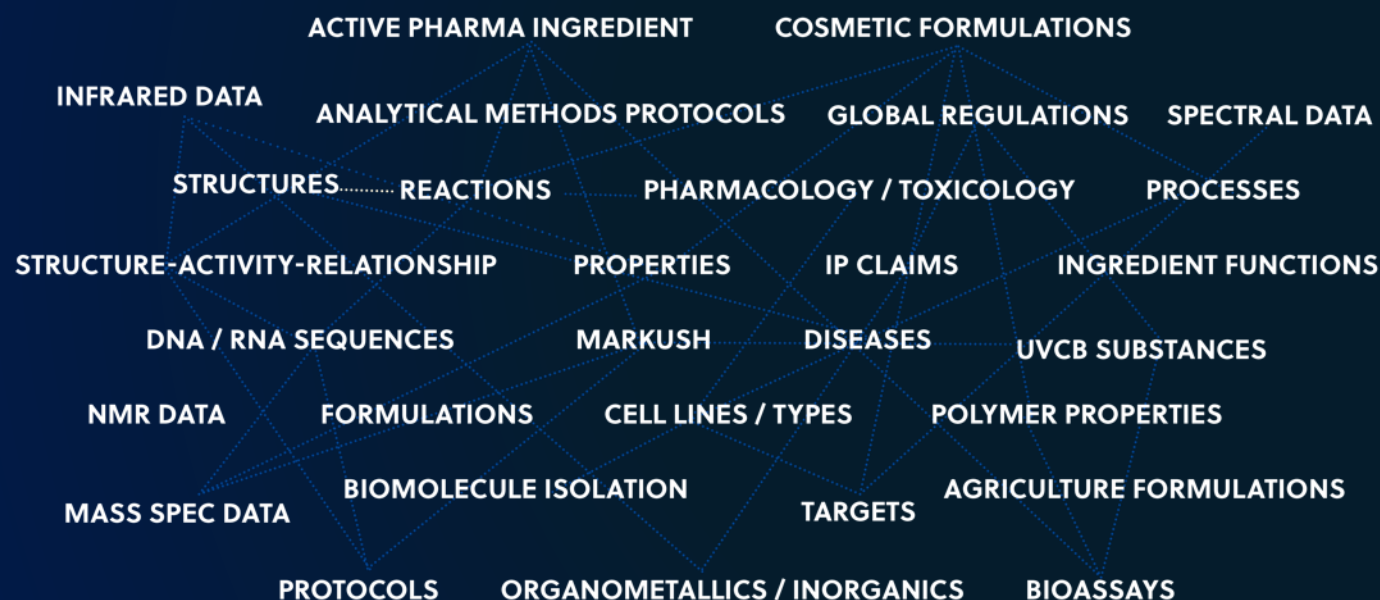 ACTIVE PHARMA INGREDIENT
COSMETIC FORMULATIONS
INFRARED DATA
ANALYTICAL METHODS PROTOCOLS
GLOBAL REGULATIONS
SPECTRAL DATA
STRUCTURES
REACTIONS
PHARMACOLOGY / TOXICOLOGY
PROCESSES
STRUCTURE-ACTIVITY-RELATIONSHIP
PROPERTIES
IP CLAIMS
INGREDIENT FUNCTIONS
DNA / RNA SEQUENCES
MARKUSH
DISEASES
UVCB SUBSTANCES
NMR DATA
FORMULATIONS
CELL LINES / TYPES
POLYMER PROPERTIES
MASS SPEC DATA
BIOMOLECULE ISOLATION
TARGETS
AGRICULTURE FORMULATIONS
PROTOCOLS
ORGANOMETALLICS / INORGANICS
BIOASSAYS